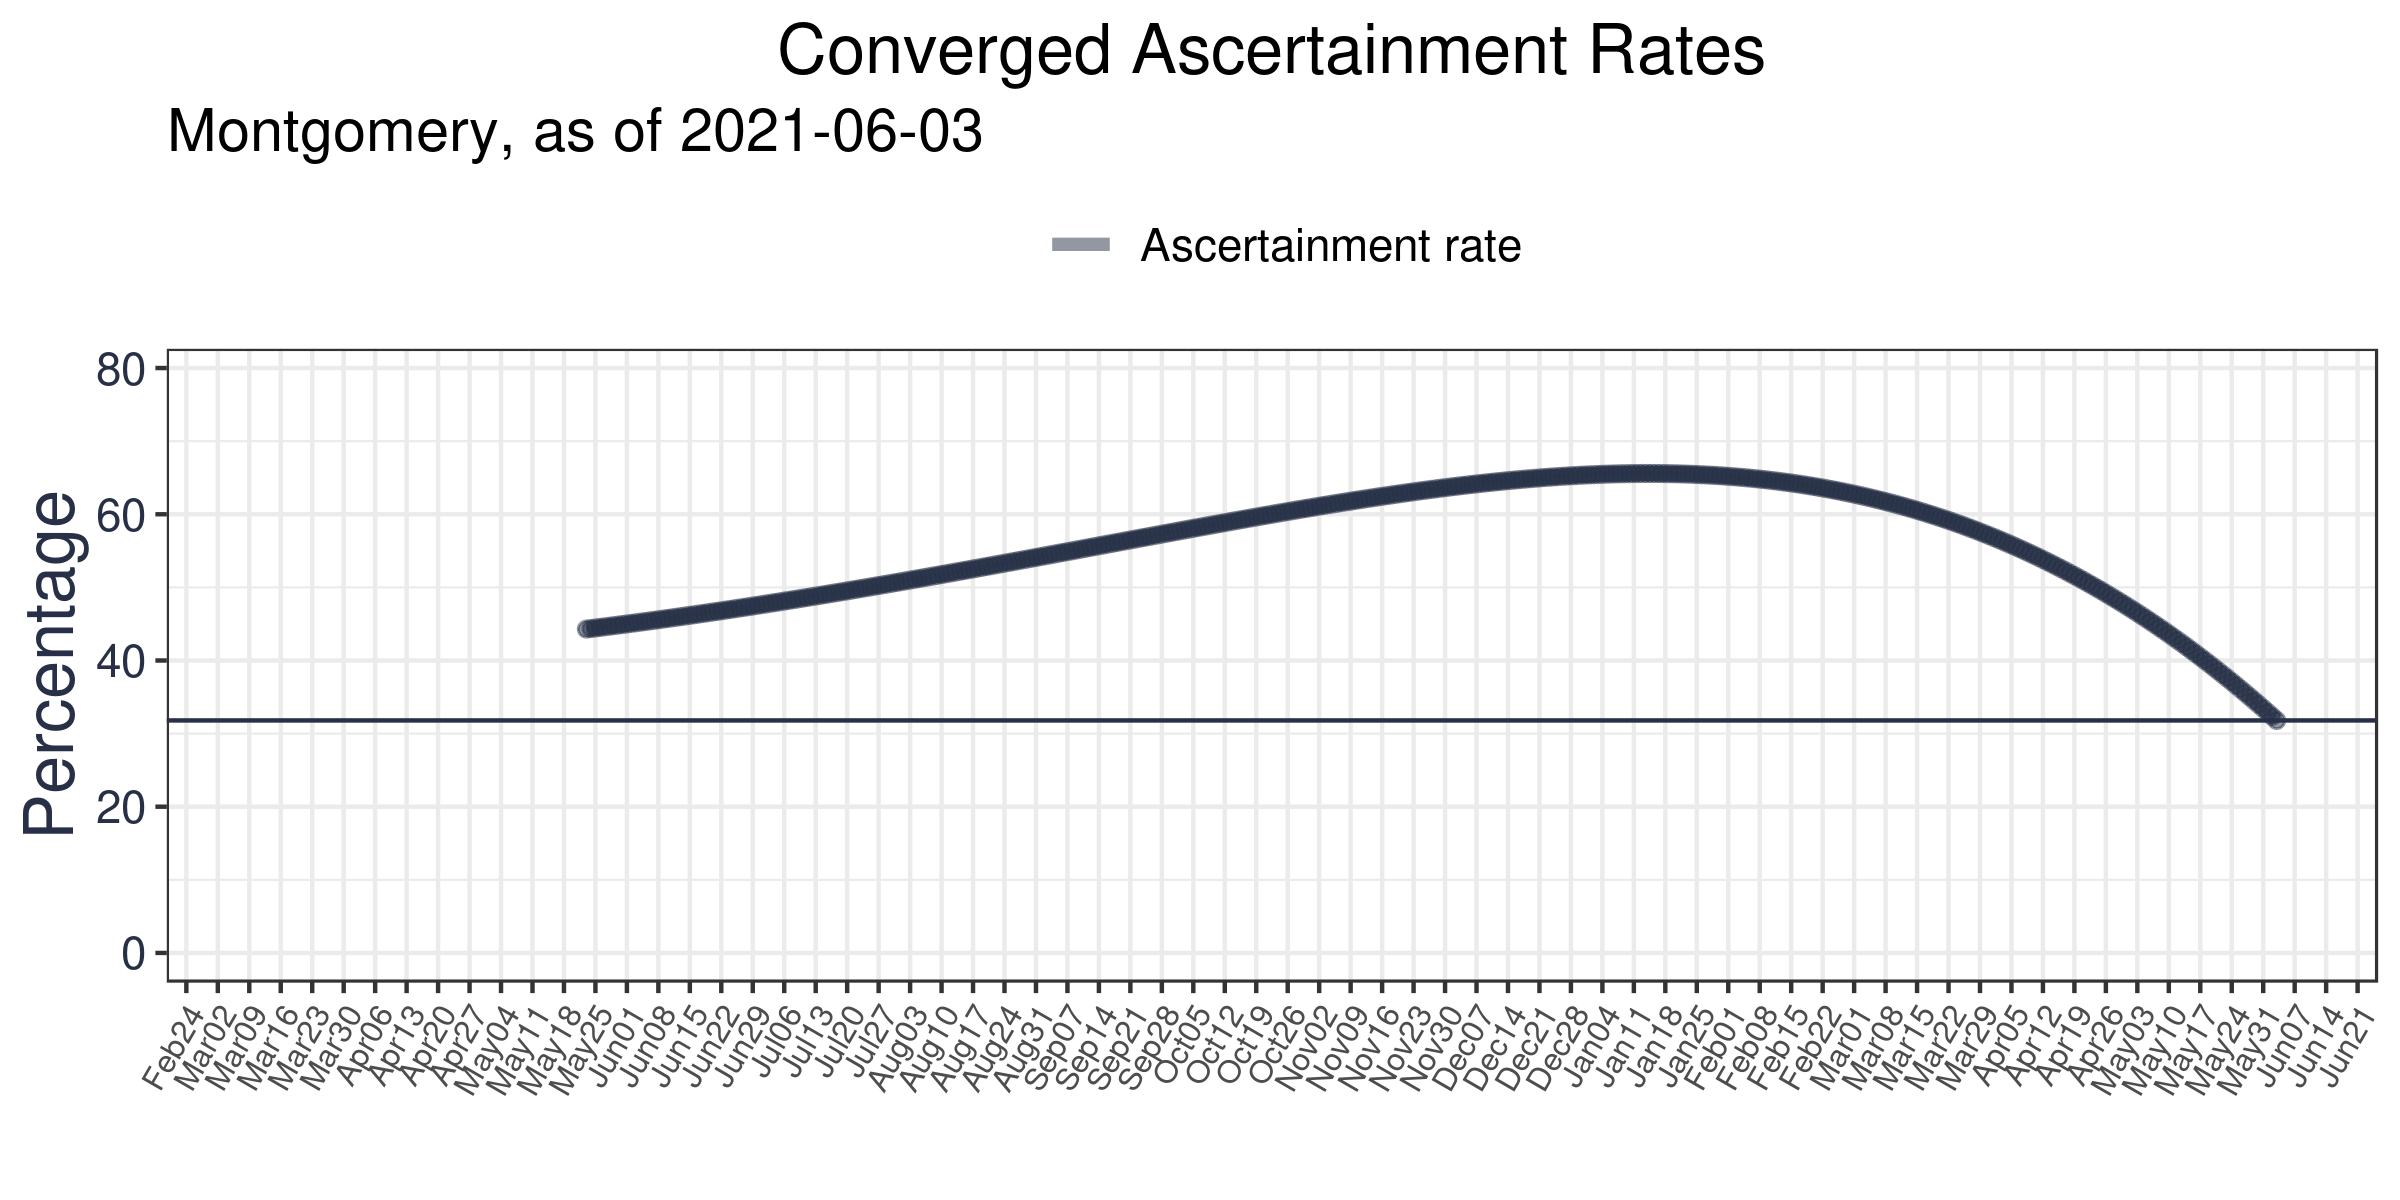 Converged Ascertainment Rates
Montgomery, as of 2021-06-03
Ascertainment rate
Percentage
80
60
40
20
0
Feb24 Mar02 Mar09 Mar16 Mar23 Mar30 Apr06 Apr13 Apr20 Apr27 May04 May11 May18 May25 Jun01 Jun08 Jun15 Jun22 Jun29 Jul06 Jul13 Jul20 Jul27 Aug03 Aug10 Aug17 Aug24 Aug31 Sep07 Sep14 Sep21 Sep28 Oct05 Oct12 Oct19 Oct26 Nov02 Nov09 Nov16 Nov23 Nov30 Dec07 Dec14 Dec21 Dec28 Jan04 Jan11 Jan18 Jan25 Feb01 Feb08 Feb15 Feb22 Mar01 Mar08 Mar15 Mar22 Mar29 Apr05 Apr12 Apr19 Apr26 May03 May10 May17 May24 May31 Jun07 Jun14 Jun21